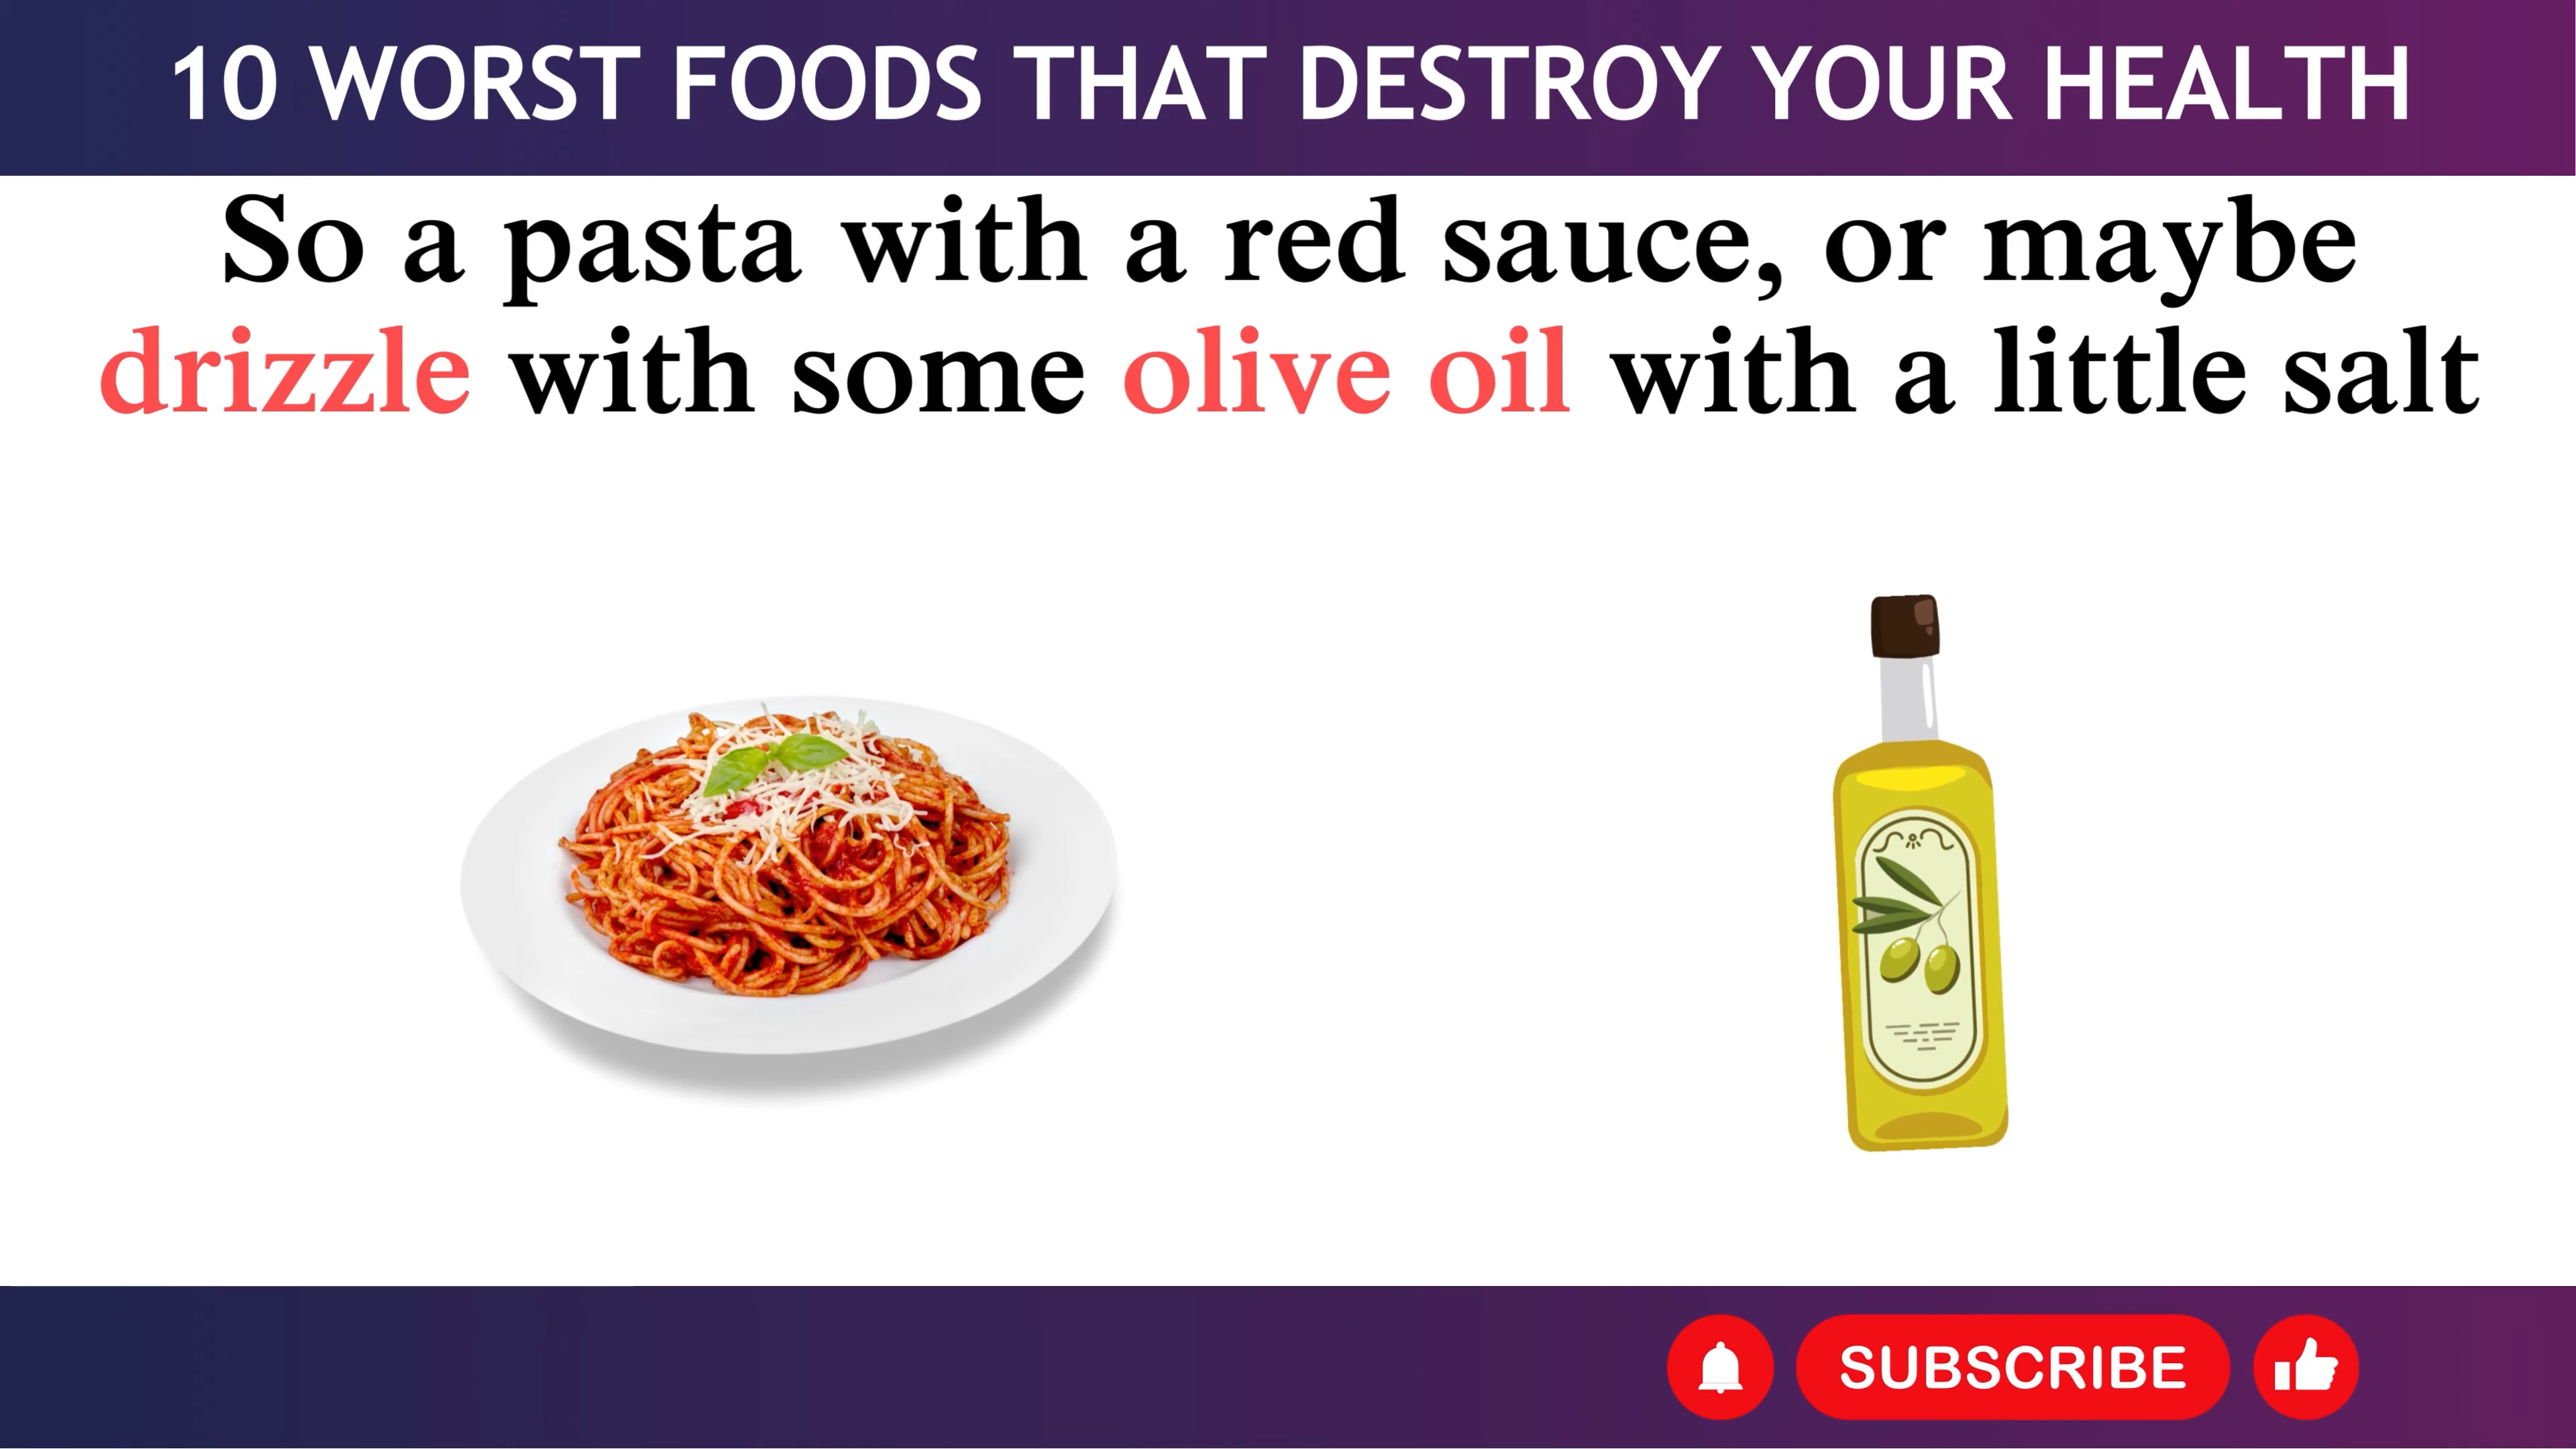 10 WORST FOODS THAT DESTROY YOUR HEALTH
So a pasta with a red sauce, or maybe
drizzle with some olive oil with a little salt
SUBSCRIBE